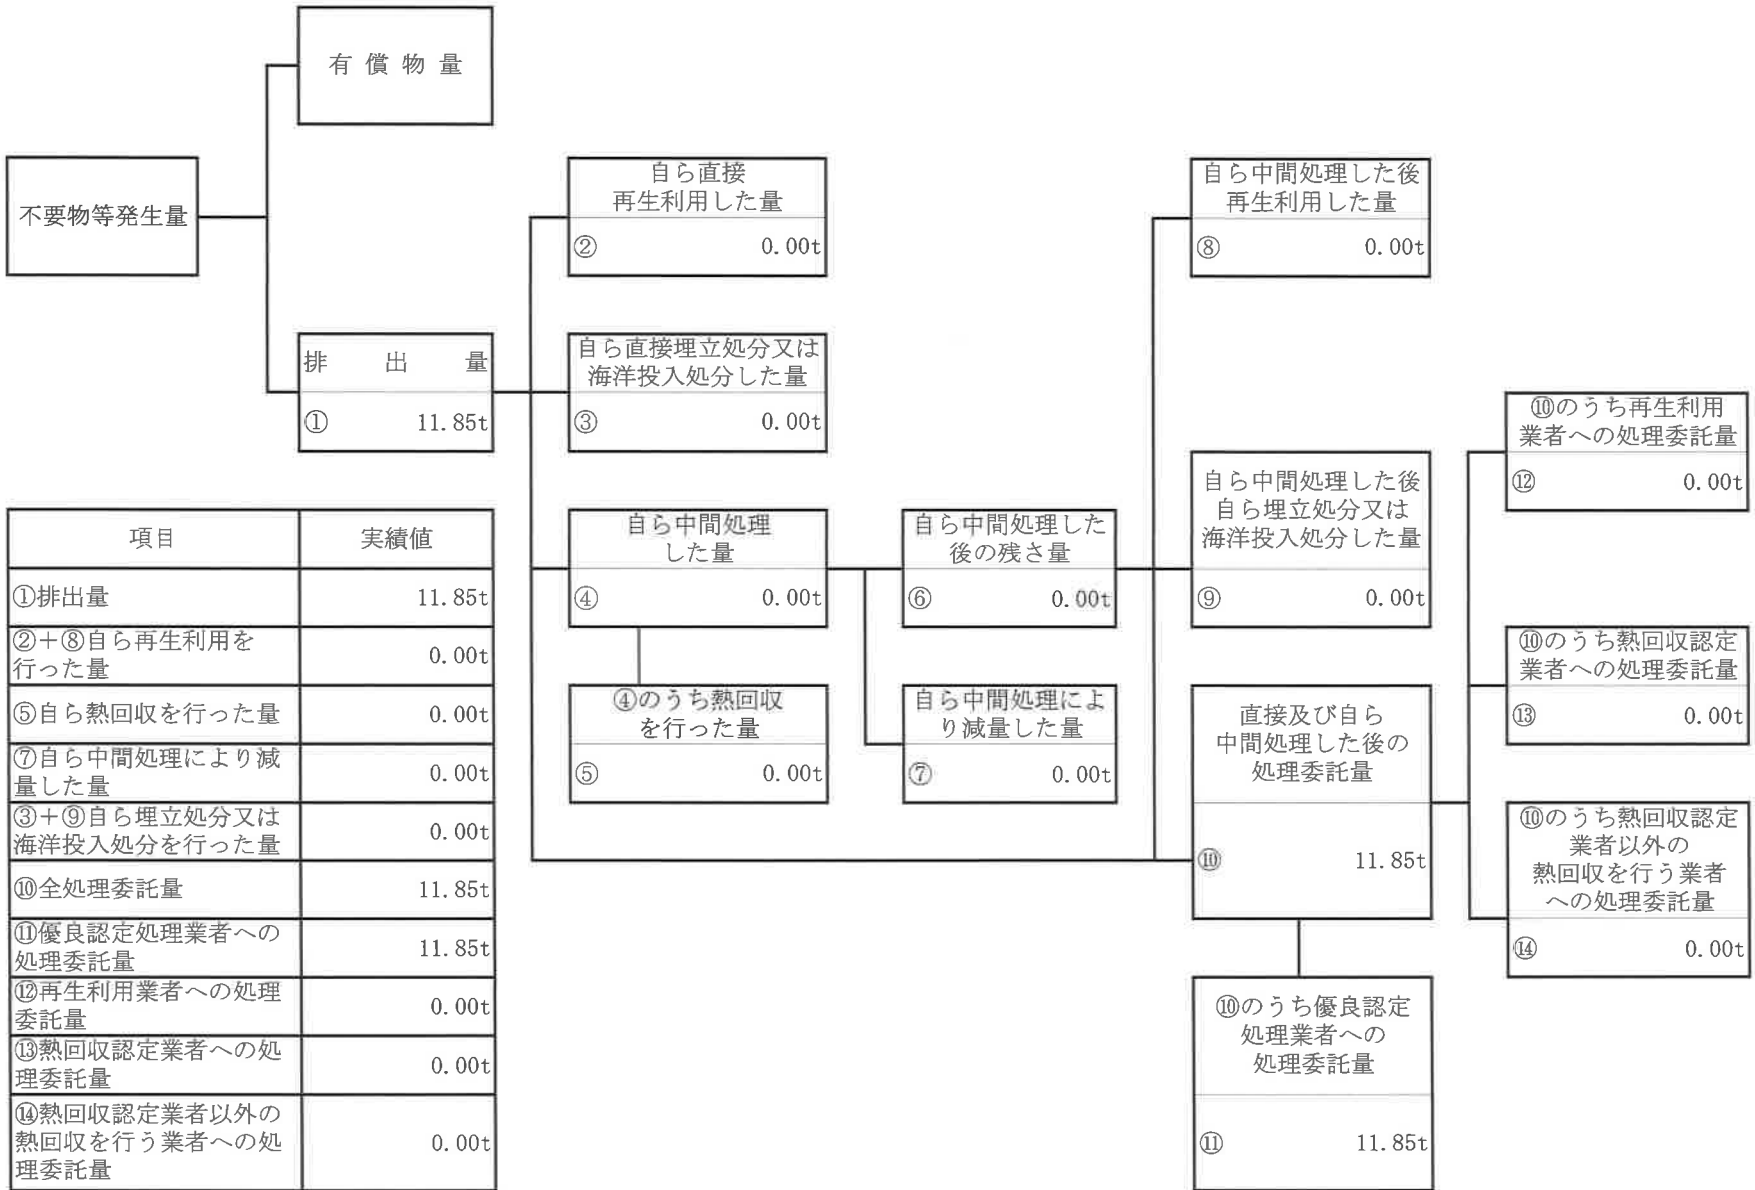 有償物量
不要物等発生量
排出量
① 11.85t
自ら直接
再生利用した量
② 0.00t
自ら直接埋立処分又は
海洋投入処分した量
③ 0.00t
自ら中間処理
した量
④ 0.00t
④のうち熱回収
を行った量
⑤ 0.00t
自ら中間処理した
後の残さ量
⑥ 0.00t
自ら中間処理によ
り減量した量
⑦ 0.00t
自ら中間処理した後
再生利用した量
⑧ 0.00t
自ら中間処理した後
自ら埋立処分又は
海洋投入処分した量
⑨ 0.00t
直接及び自ら
中間処理した後の
処理委託量
⑩ 11.85t
⑩のうち優良認定
処理業者への
処理委託量
⑪ 11.85t
⑩のうち再生利用
業者への処理委託量
⑫ 0.00t
⑩のうち熱回収認定
業者への処理委託量
⑬ 0.00t
⑩のうち熱回収認定
業者以外の
熱回収を行う業者
への処理委託量
⑭ 0.00t
項目 実績値
①排出量 11.85t
②+⑧自ら再生利用を
行った量 0.00t
⑤自ら熱回収を行った量 0.00t
⑦自ら中間処理により減
量した量 0.00t
③+⑨自ら埋立処分又は
海洋投入処分を行った量 0.00t
⑩全処理委託量 11.85t
⑪優良認定処理業者への
処理委託量 11.85t
⑫再生利用業者への処理
委託量 0.00t
⑬熱回収認定業者への処
理委託量 0.00t
⑭熱回収認定業者以外の
熱回収を行う業者への処
理委託量 0.00t